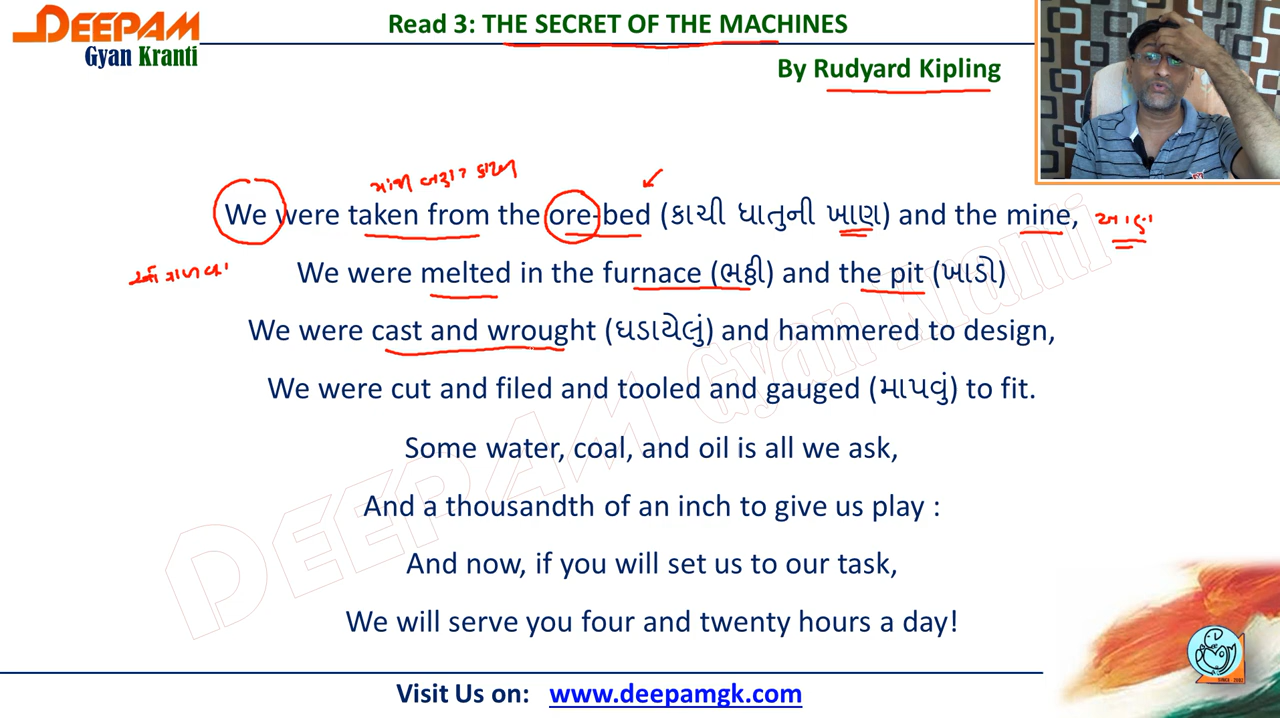 DEEPAM
Gyan Kranti
Read 3: THE SECRET OF THE MACHINES
By Rudyard Kipling
We were taken from the ore-bed (કાચી ધાતુની ખાણ) and the mine,
We were melted in the furnace (ભઠ્ઠી) and the pit (ખાડો)
We were cast and wrought (ઘડાયેલું) and hammered to design,
We were cut and filed and tooled and gauged (માપવું) to fit.
Some water, coal, and oil is all we ask,
And a thousandth of an inch to give us play :
And now, if you will set us to our task,
We will serve you four and twenty hours a day!
DEEPAM Gyan Kranti
Visit Us on: www.deepamgk.com